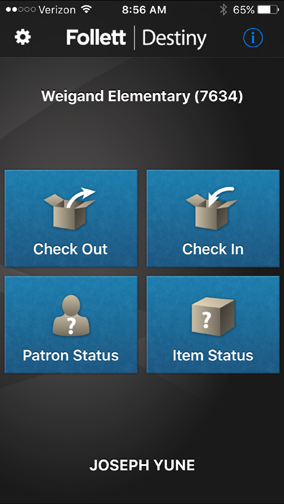 Verizon 8:56 AM 65%
Follett | Destiny
i
Weigand Elementary (7634)
Check Out
Check In
?
Patron Status
?
Item Status
JOSEPH YUNE